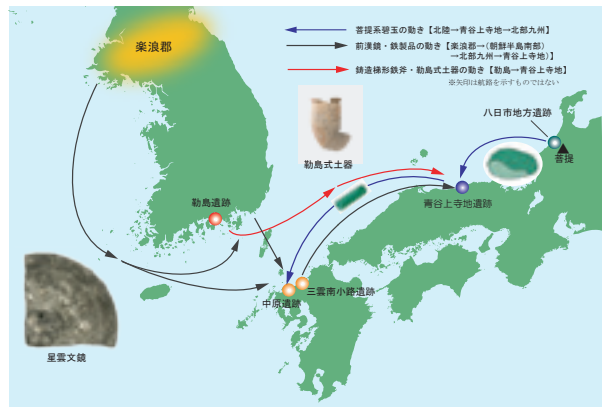 菩提系碧玉の動き【北陸→青谷上寺地→北部九州】
前漢鏡・鉄製品の動き【楽浪郡→(朝鮮半島南部)
→北部九州→青谷上寺地)】
鋳造梯形鉄斧・勒島式土器の動き【勒島→青谷上寺地】
※矢印は航路を示すものではない
楽浪郡
八日市地方遺跡
菩提
勒島式土器
青谷上寺地遺跡
勒島遺跡
三雲南小路遺跡
中原遺跡
星雲文鏡